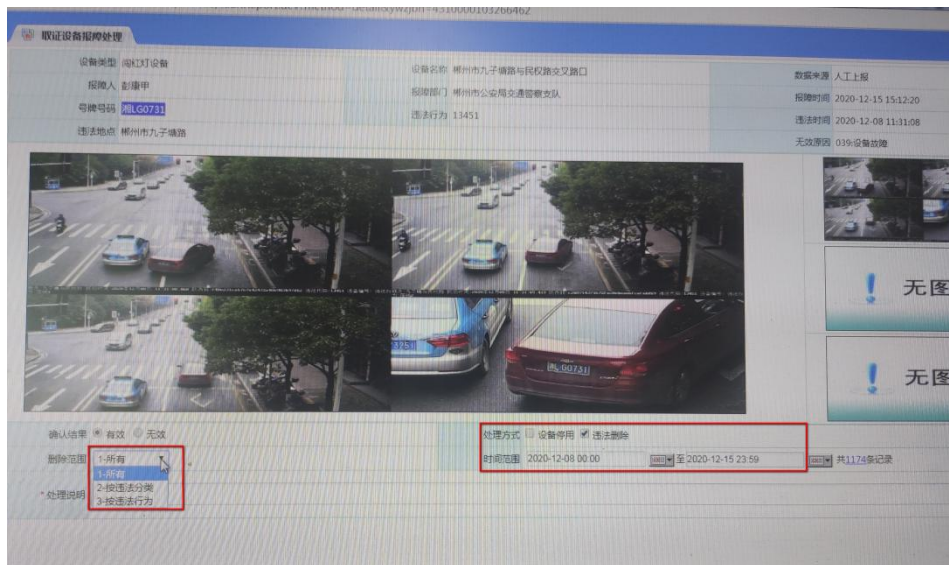 取证设备报障处理
设备类型 闯红灯设备
设备名称 郴州市九子塘路与民权路交叉路口
数据来源 人工上报
报障人 彭康甲
报障部门 郴州市公安局交通警察支队
报障时间 2020-12-15 15:12:20
号牌号码 湘LG0731
违法行为 13451
违法时间 2020-12-08 11:31:08
违法地点 郴州市九子塘路
无效原因 039:设备故障
湘L·G0731
无图
无图
确认结果 有效 无效
处理方式 设备停用 违法删除
删除范围 1-所有
时间范围 2020-12-08 00:00 至 2020-12-15 23:59 共1174条记录
1-所有
2-按违法分类
3-按违法行为
*处理说明